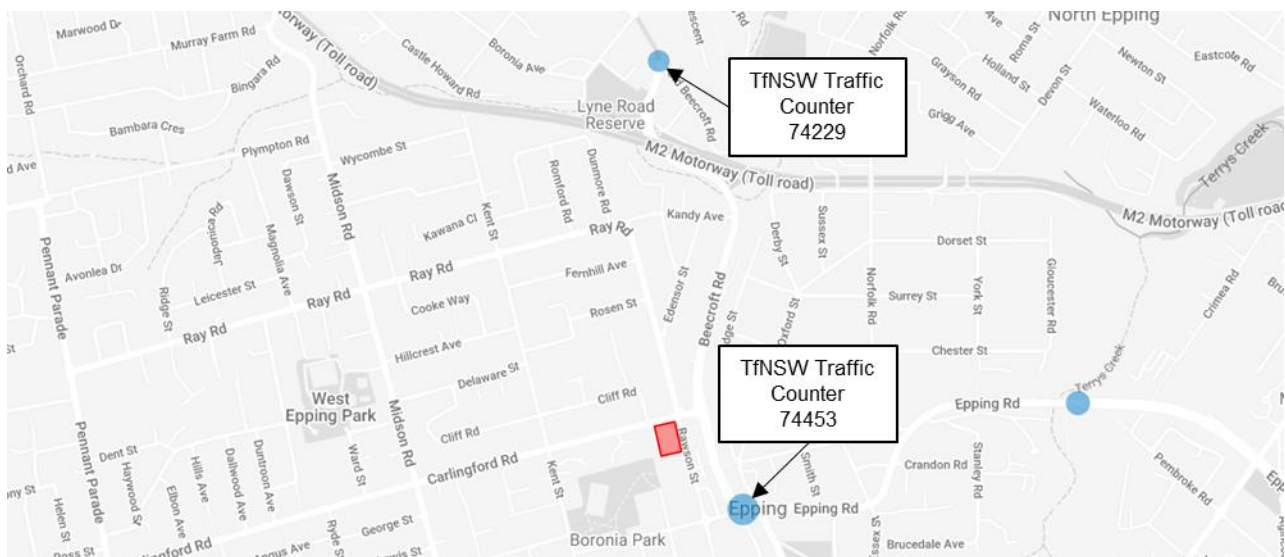 Marwood Dr
Murray Farm Rd
Orchard Rd
Bingara Rd
Bambara Cres
Plympton Rd
Castle Howard Rd
Boronia Ave
Lyne Road
Reserve
M2 Motorway (Toll road)
TfNSW Traffic
Counter
74229
North Epping
Norfolk Rd
Grayson Rd
Holland St
Roma St
Devon St
Newton St
Eastcote Rd
Waterloo Rd
Grigg Ave
Terrys Creek
Wycombe St
Midson Rd
Dawson St
Magnolia Ave
Kawana Cl
Kent St
Romford Rd
Dunmore Rd
Ray Rd
Kandy Ave
Fernhill Ave
Edensor St
Beecroft Rd
Derby St
Sussex St
Oxford St
Norfolk Rd
Dorset St
York St
Gloucester Rd
Surrey St
Chester St
Crimea Rd
Terrys Creek
Pennant Parade
Avonlea Dr
Ridge St
Leicester St
Ray Rd
Ray Rd
Cooke Way
Rosen St
Hillcrest Ave
Delaware St
Cliff Rd
Cliff Rd
West
Epping Park
Midson Rd
Carlingford Rd
Rawson St
TfNSW Traffic
Counter
74453
Epping Rd
Smith St
Crandon Rd
Stanley Rd
Pembroke Rd
Epping
Epping Rd
Brucedale Ave
Pennant Parade
Dent St
Haywood St
Hills Ave
Dallwood Ave
Duntroon Ave
Elbon Ave
Ward St
Kent St
Boronia Park
Helen St
Ryde St
George St